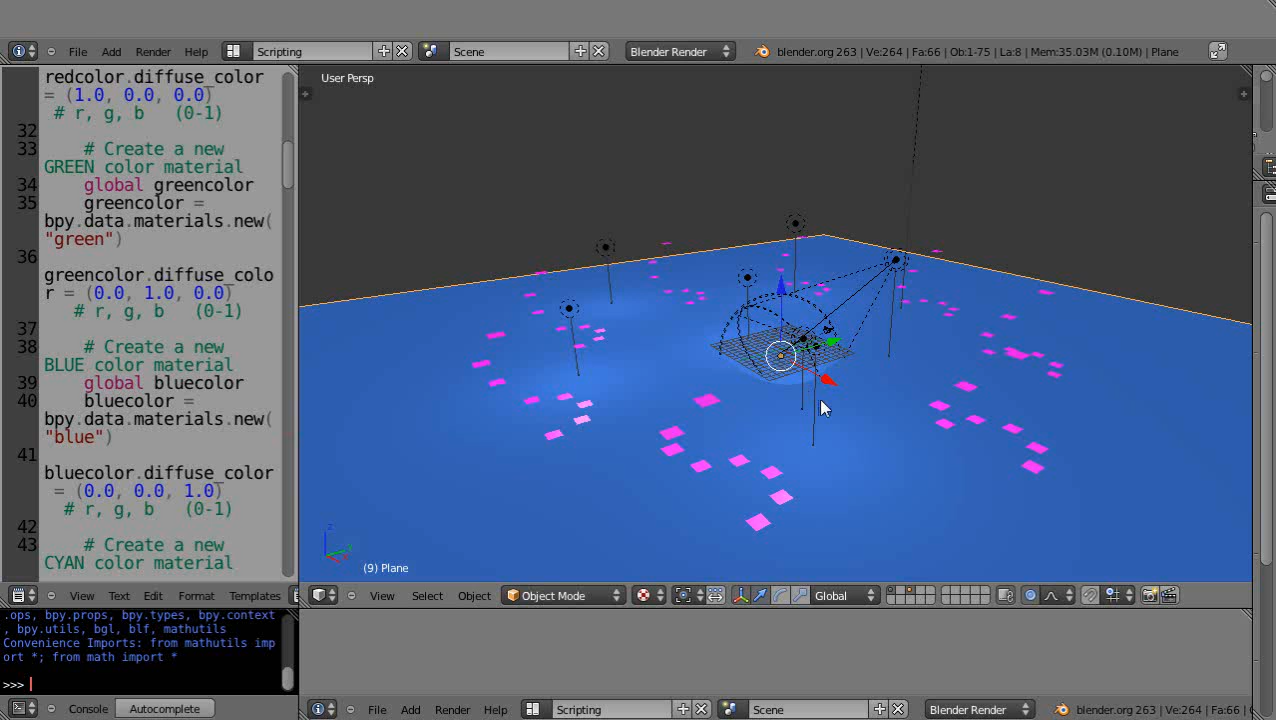 File Add Render Help Scripting Scene Blender Render blender.org 263 | Ve:264 | Fa:66 | Ob:1-75 | La:8 | Mem:35.03M (0.10M) | Plane
redcolor.diffuse_color
= (1.0, 0.0, 0.0)
# r, g, b   (0-1)
32
33 # Create a new
GREEN color material
34 global greencolor
35 greencolor =
bpy.data.materials.new(
"green")
36
greencolor.diffuse_colo
r = (0.0, 1.0, 0.0)
# r, g, b   (0-1)
37
38 # Create a new
BLUE color material
39 global bluecolor
40 bluecolor =
bpy.data.materials.new(
"blue")
41
bluecolor.diffuse_color
= (0.0, 0.0, 1.0)
# r, g, b   (0-1)
42
43 # Create a new
CYAN color material
User Persp
(9) Plane
View Text Edit Format Templates
View Select Object Object Mode Global
.ops, bpy.props, bpy.types, bpy.context
, bpy.utils, bgl, blf, mathutils
Convenience Imports: from mathutils imp
ort *; from math import *
>>>
Console Autocomplete
File Add Render Help Scripting Scene Blender Render blender.org 263 | Ve:264 | Fa:66 |